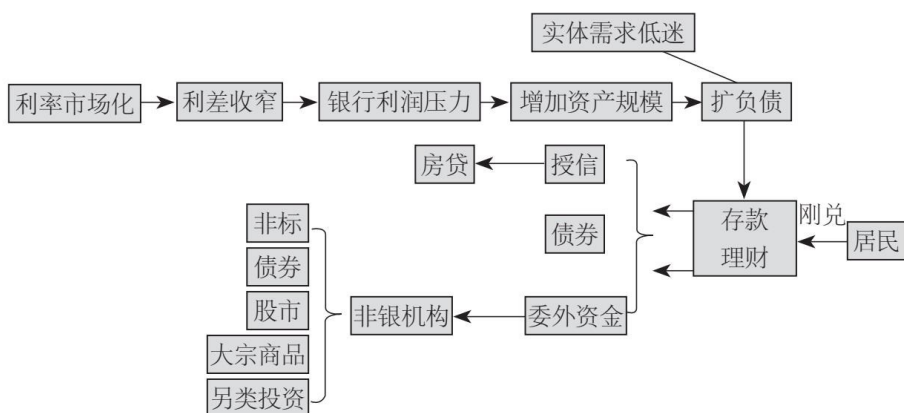 实体需求低迷
利率市场化
利差收窄
银行利润压力
增加资产规模
扩负债
房贷
授信
债券
委外资金
存款
理财
刚兑
居民
非银机构
非标
债券
股市
大宗商品
另类投资